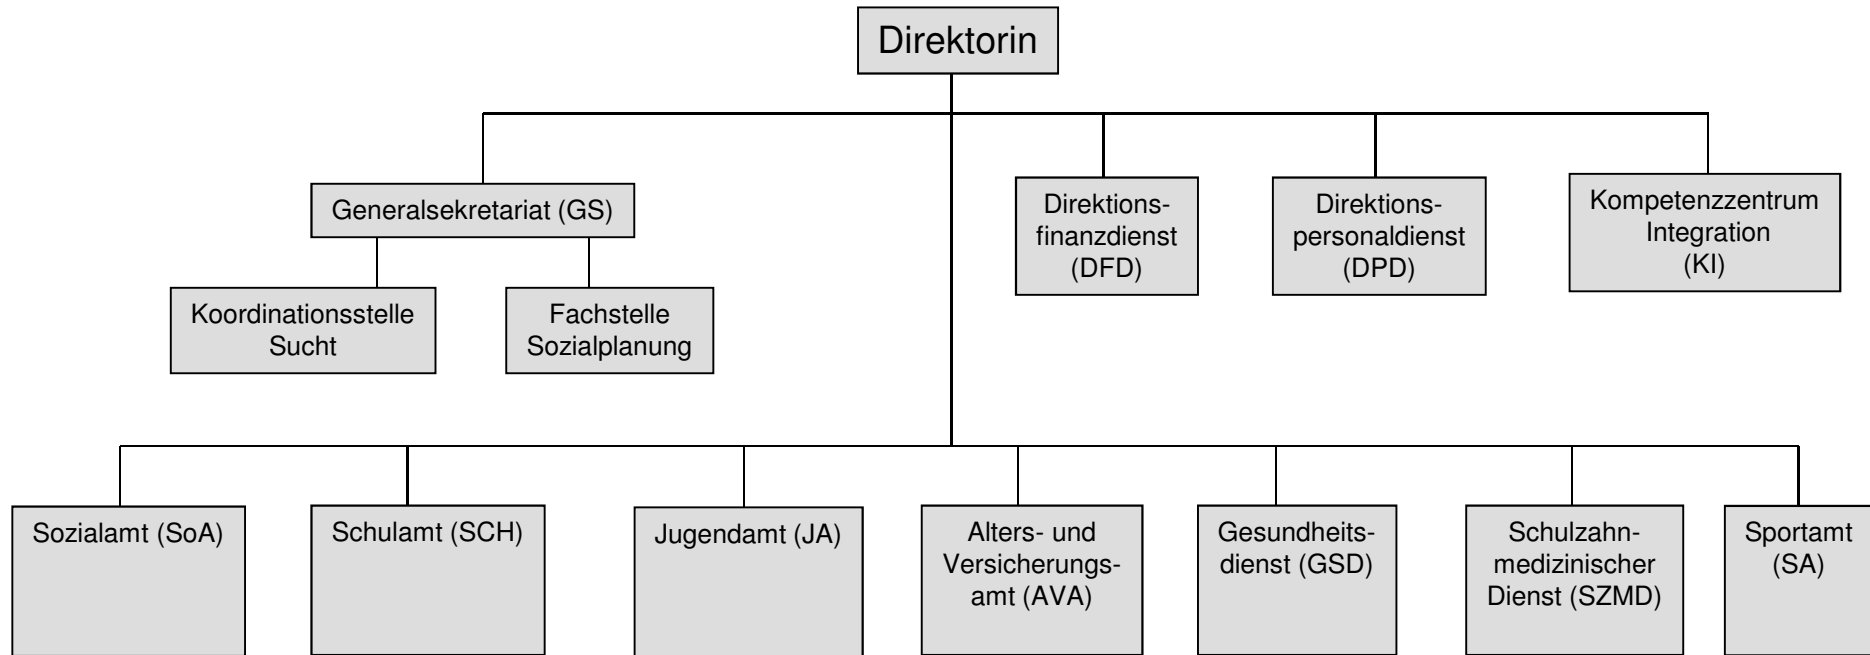 Direktorin
Generalsekretariat (GS)
Direktions-
finanzdienst
(DFD)
Direktions-
personaldienst
(DPD)
Kompetenzzentrum
Integration
(KI)
Koordinationsstelle
Sucht
Fachstelle
Sozialplanung
Sozialamt (SoA)
Schulamt (SCH)
Jugendamt (JA)
Alters- und
Versicherungs-
amt (AVA)
Gesundheits-
dienst (GSD)
Schulzahn-
medizinischer
Dienst (SZMD)
Sportamt
(SA)